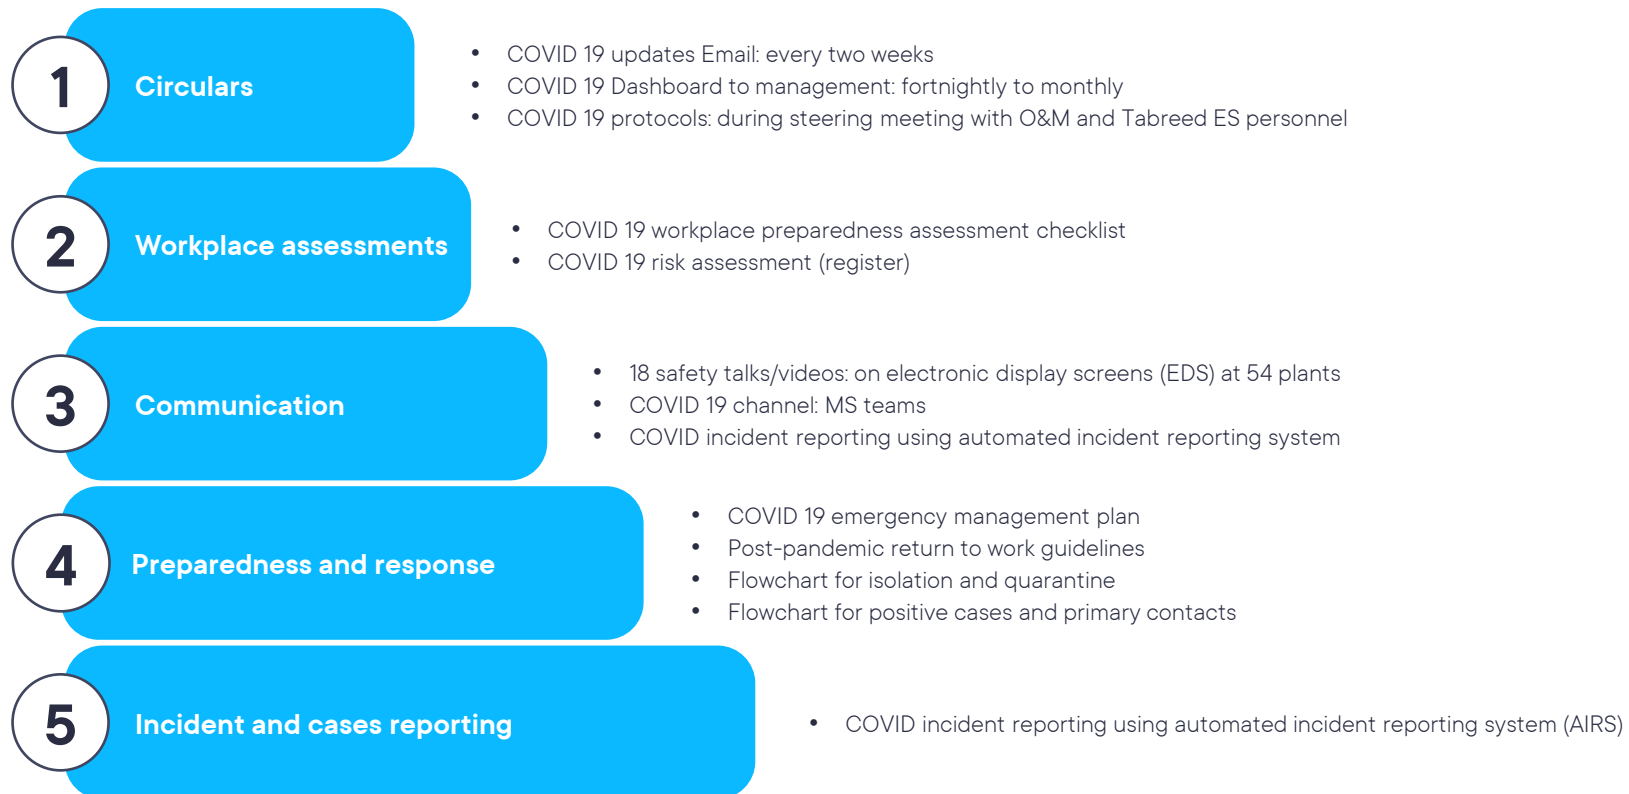 1
Circulars
• COVID 19 updates Email: every two weeks
• COVID 19 Dashboard to management: fortnightly to monthly
• COVID 19 protocols: during steering meeting with O&M and Tabreed ES personnel
2
Workplace assessments
• COVID 19 workplace preparedness assessment checklist
• COVID 19 risk assessment (register)
3
Communication
• 18 safety talks/videos: on electronic display screens (EDS) at 54 plants
• COVID 19 channel: MS teams
• COVID incident reporting using automated incident reporting system
4
Preparedness and response
• COVID 19 emergency management plan
• Post-pandemic return to work guidelines
• Flowchart for isolation and quarantine
• Flowchart for positive cases and primary contacts
5
Incident and cases reporting
• COVID incident reporting using automated incident reporting system (AIRS)